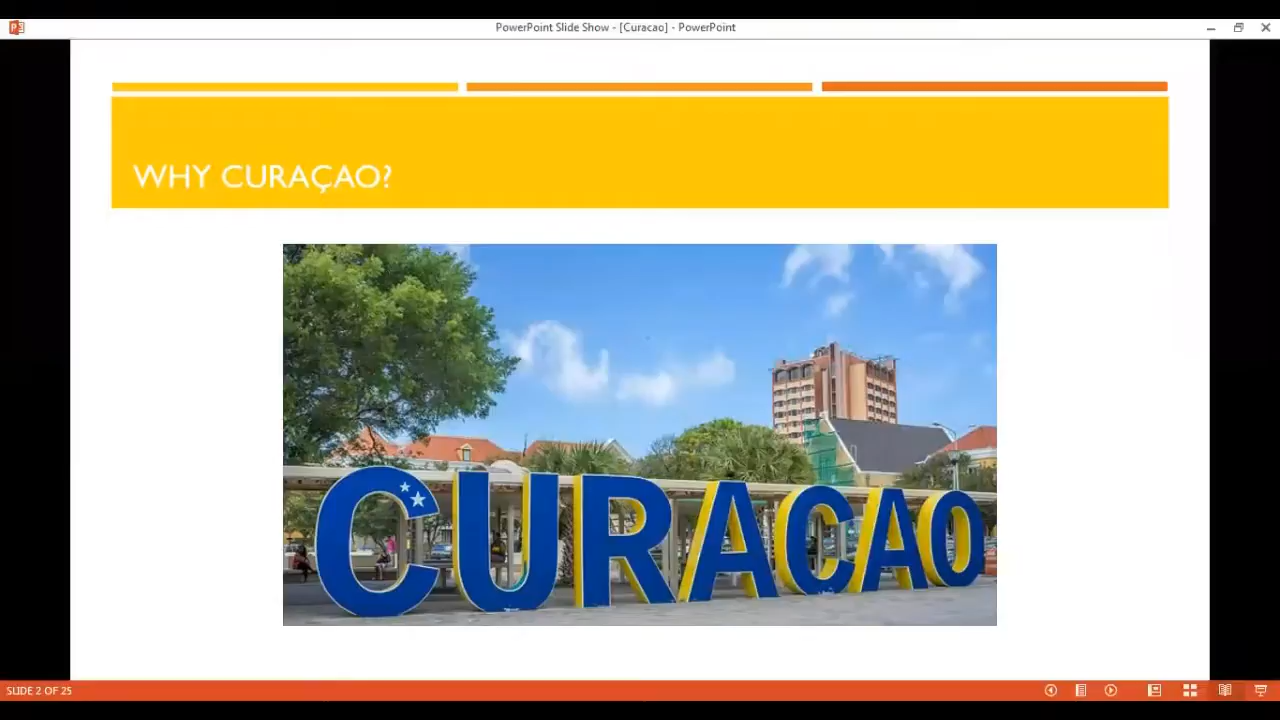 PowerPoint Slide Show - [Curacao] - PowerPoint
WHY CURAÇAO?
CURACAO
SLIDE 2 OF 25